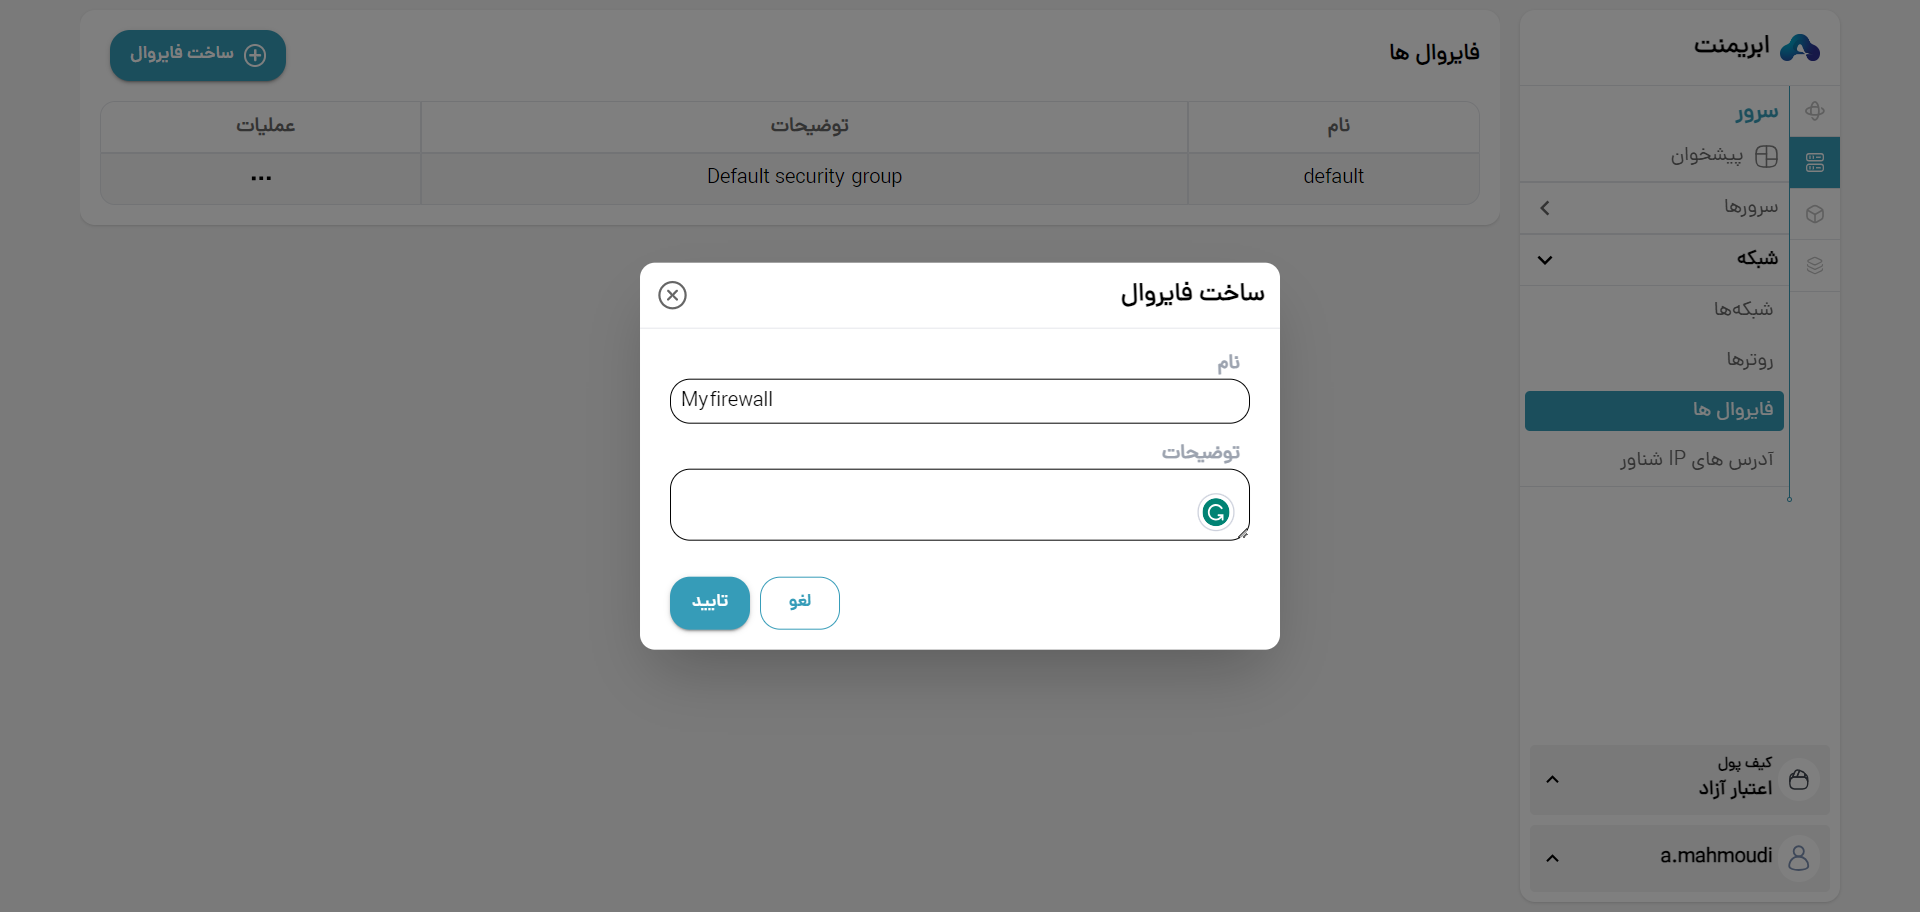 ابریمنت
سرور
پیشخوان
سرورها
شبکه
شبکه‌ها
روترها
فایروال ها
آدرس های IP شناور
کیف پول
اعتبار آزاد
a.mahmoudi
فایروال ها
ساخت فایروال
نام توضیحات عملیات
default Default security group ...
ساخت فایروال
نام
Myfirewall
توضیحات
لغو تایید